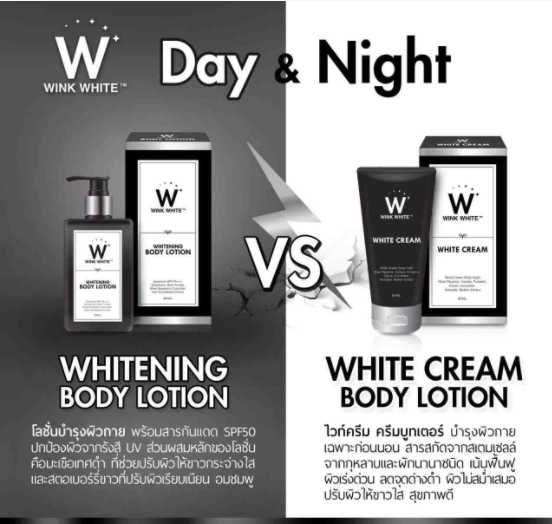 W
WINK WHITE™
Day & Night
W
BODY LOTION
W
WINK WHITE™
WHITENING
BODY LOTION
W
WINK WHITE™
WHITENING
BODY LOTION
VS
W
WINK WHITE™
WHITE CREAM
W
WHITE CREAM
W
WINK WHITE™
WHITE CREAM
WHITENING
BODY LOTION
โลชั่นบำรุงผิวกาย พร้อมสารกันแดด SPF50
ปกป้องผิวจากรังสี UV ส่วนผสมหลักของโลชั่น
คือมะเขือเทศดำ ที่ช่วยปรับผิวให้ขาวกระจ่างใส
และสตอเบอร์รี่ขาวที่ปรับผิวเรียบเนียน อมชมพู
WHITE CREAM
BODY LOTION
ไวท์ครีม ครีมบูทเตอร์ บำรุงผิวกาย
เฉพาะก่อนนอน สารสกัดจากสเตมเซลล์
จากกุหลาบและผักนานาชนิด เน้นฟื้นฟู
ผิวเร่งด่วน ลดจุดด่างดำ ผิวไม่สม่ำเสมอ
ปรับผิวให้ขาวใส สุขภาพดี